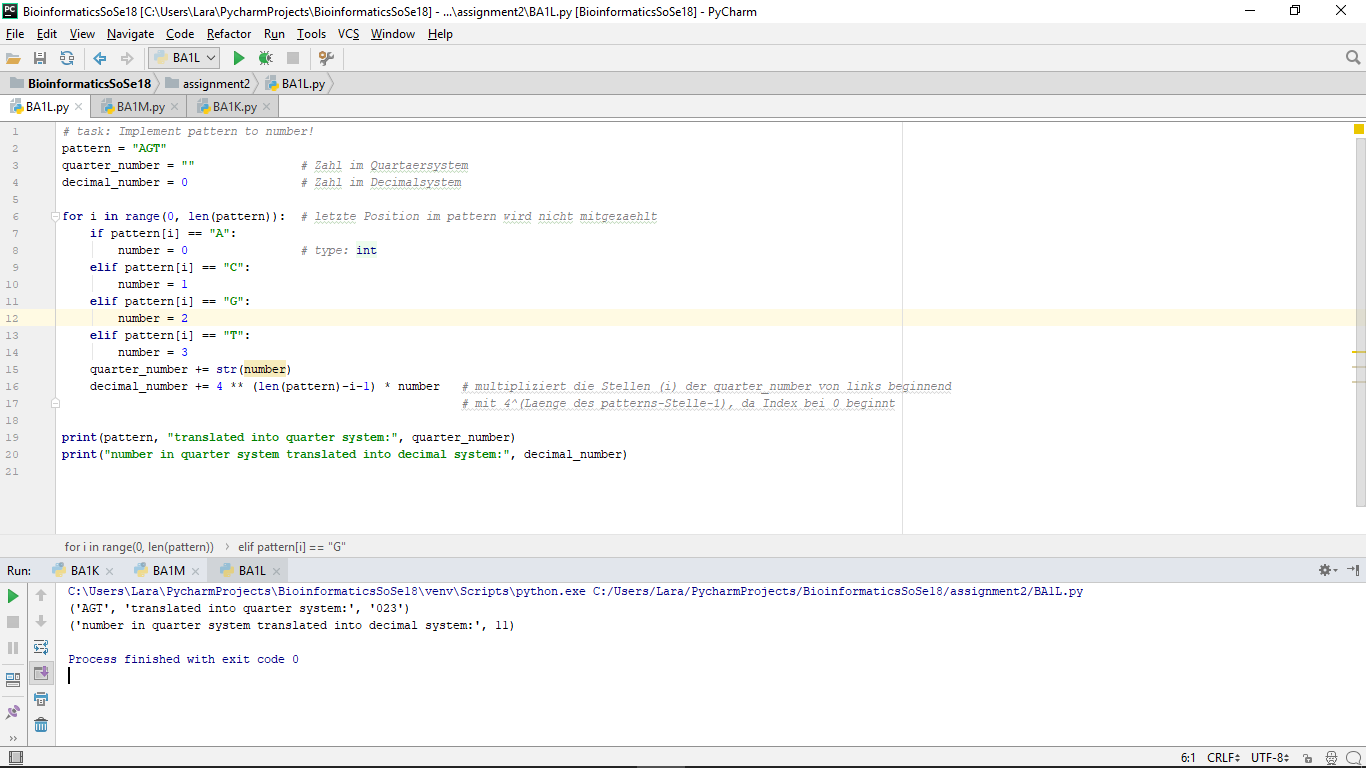 BioinformaticsSoSe18 [C:\Users\Lara\PycharmProjects\BioinformaticsSoSe18] - ...\assignment2\BA1L.py [BioinformaticsSoSe18] - PyCharm
File Edit View Navigate Code Refactor Run Tools VCS Window Help
BA1L
BioinformaticsSoSe18 assignment2 BA1L.py
BA1L.py BA1M.py BA1K.py
1 # task: Implement pattern to number!
2 pattern = "AGT"
3 quarter_number = "" # Zahl im Quartaersystem
4 decimal_number = 0 # Zahl im Decimalsystem
5
6 for i in range(0, len(pattern)): # letzte Position im pattern wird nicht mitgezaehlt
7 if pattern[i] == "A":
8 number = 0 # type: int
9 elif pattern[i] == "C":
10 number = 1
11 elif pattern[i] == "G":
12 number = 2
13 elif pattern[i] == "T":
14 number = 3
15 quarter_number += str(number)
16 decimal_number += 4 ** (len(pattern)-i-1) * number # multipliziert die Stellen (i) der quarter_number von links beginnend
17 # mit 4^(Laenge des patterns-Stelle-1), da Index bei 0 beginnt
18
19 print(pattern, "translated into quarter system:", quarter_number)
20 print("number in quarter system translated into decimal system:", decimal_number)
21
for i in range(0, len(pattern)) › elif pattern[i] == "G"
Run: BA1K BA1M BA1L
C:\Users\Lara\PycharmProjects\BioinformaticsSoSe18\venv\Scripts\python.exe C:/Users/Lara/PycharmProjects/BioinformaticsSoSe18/assignment2/BA1L.py
('AGT', 'translated into quarter system:', '023')
('number in quarter system translated into decimal system:', 11)
Process finished with exit code 0
6:1 CRLF UTF-8